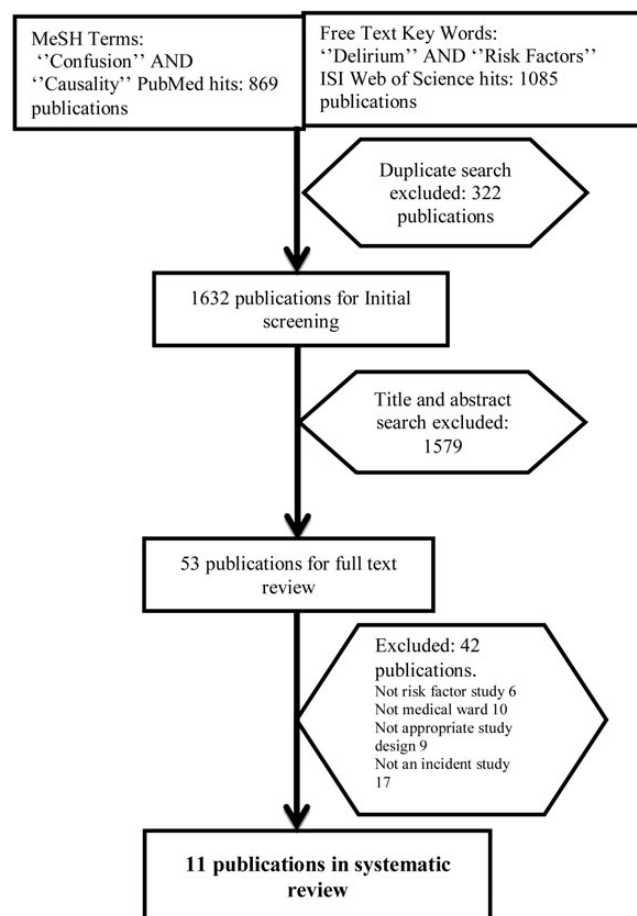 MeSH Terms:
‘‘Confusion’’ AND
‘‘Causality’’ PubMed hits: 869
publications
Free Text Key Words:
‘‘Delirium’’ AND ‘‘Risk Factors’’
ISI Web of Science hits: 1085
publications
Duplicate search
excluded: 322
publications
1632 publications for Initial
screening
Title and abstract
search excluded:
1579
53 publications for full text
review
Excluded: 42
publications.
Not risk factor study 6
Not medical ward 10
Not appropriate study
design 9
Not an incident study
17
11 publications in systematic
review